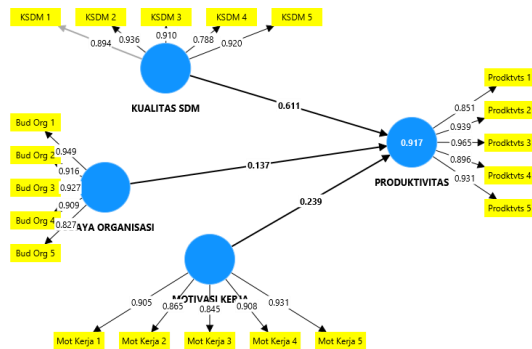 KSDM 1 KSDM 2 KSDM 3 KSDM 4 KSDM 5
0.894 0.936 0.910 0.788 0.920
KUALITAS SDM
0.611
Prodktvts 1
Prodktvts 2
Prodktvts 3
Prodktvts 4
Prodktvts 5
0.851
0.939
0.965
0.896
0.931
0.917
PRODUKTIVITAS
Bud Org 1
Bud Org 2
Bud Org 3
Bud Org 4
Bud Org 5
0.949
0.916
0.927
0.909
0.827
AYA ORGANISASI
0.137
0.239
MOTIVASI KERJA
0.905 0.865 0.845 0.908 0.931
Mot Kerja 1 Mot Kerja 2 Mot Kerja 3 Mot Kerja 4 Mot Kerja 5